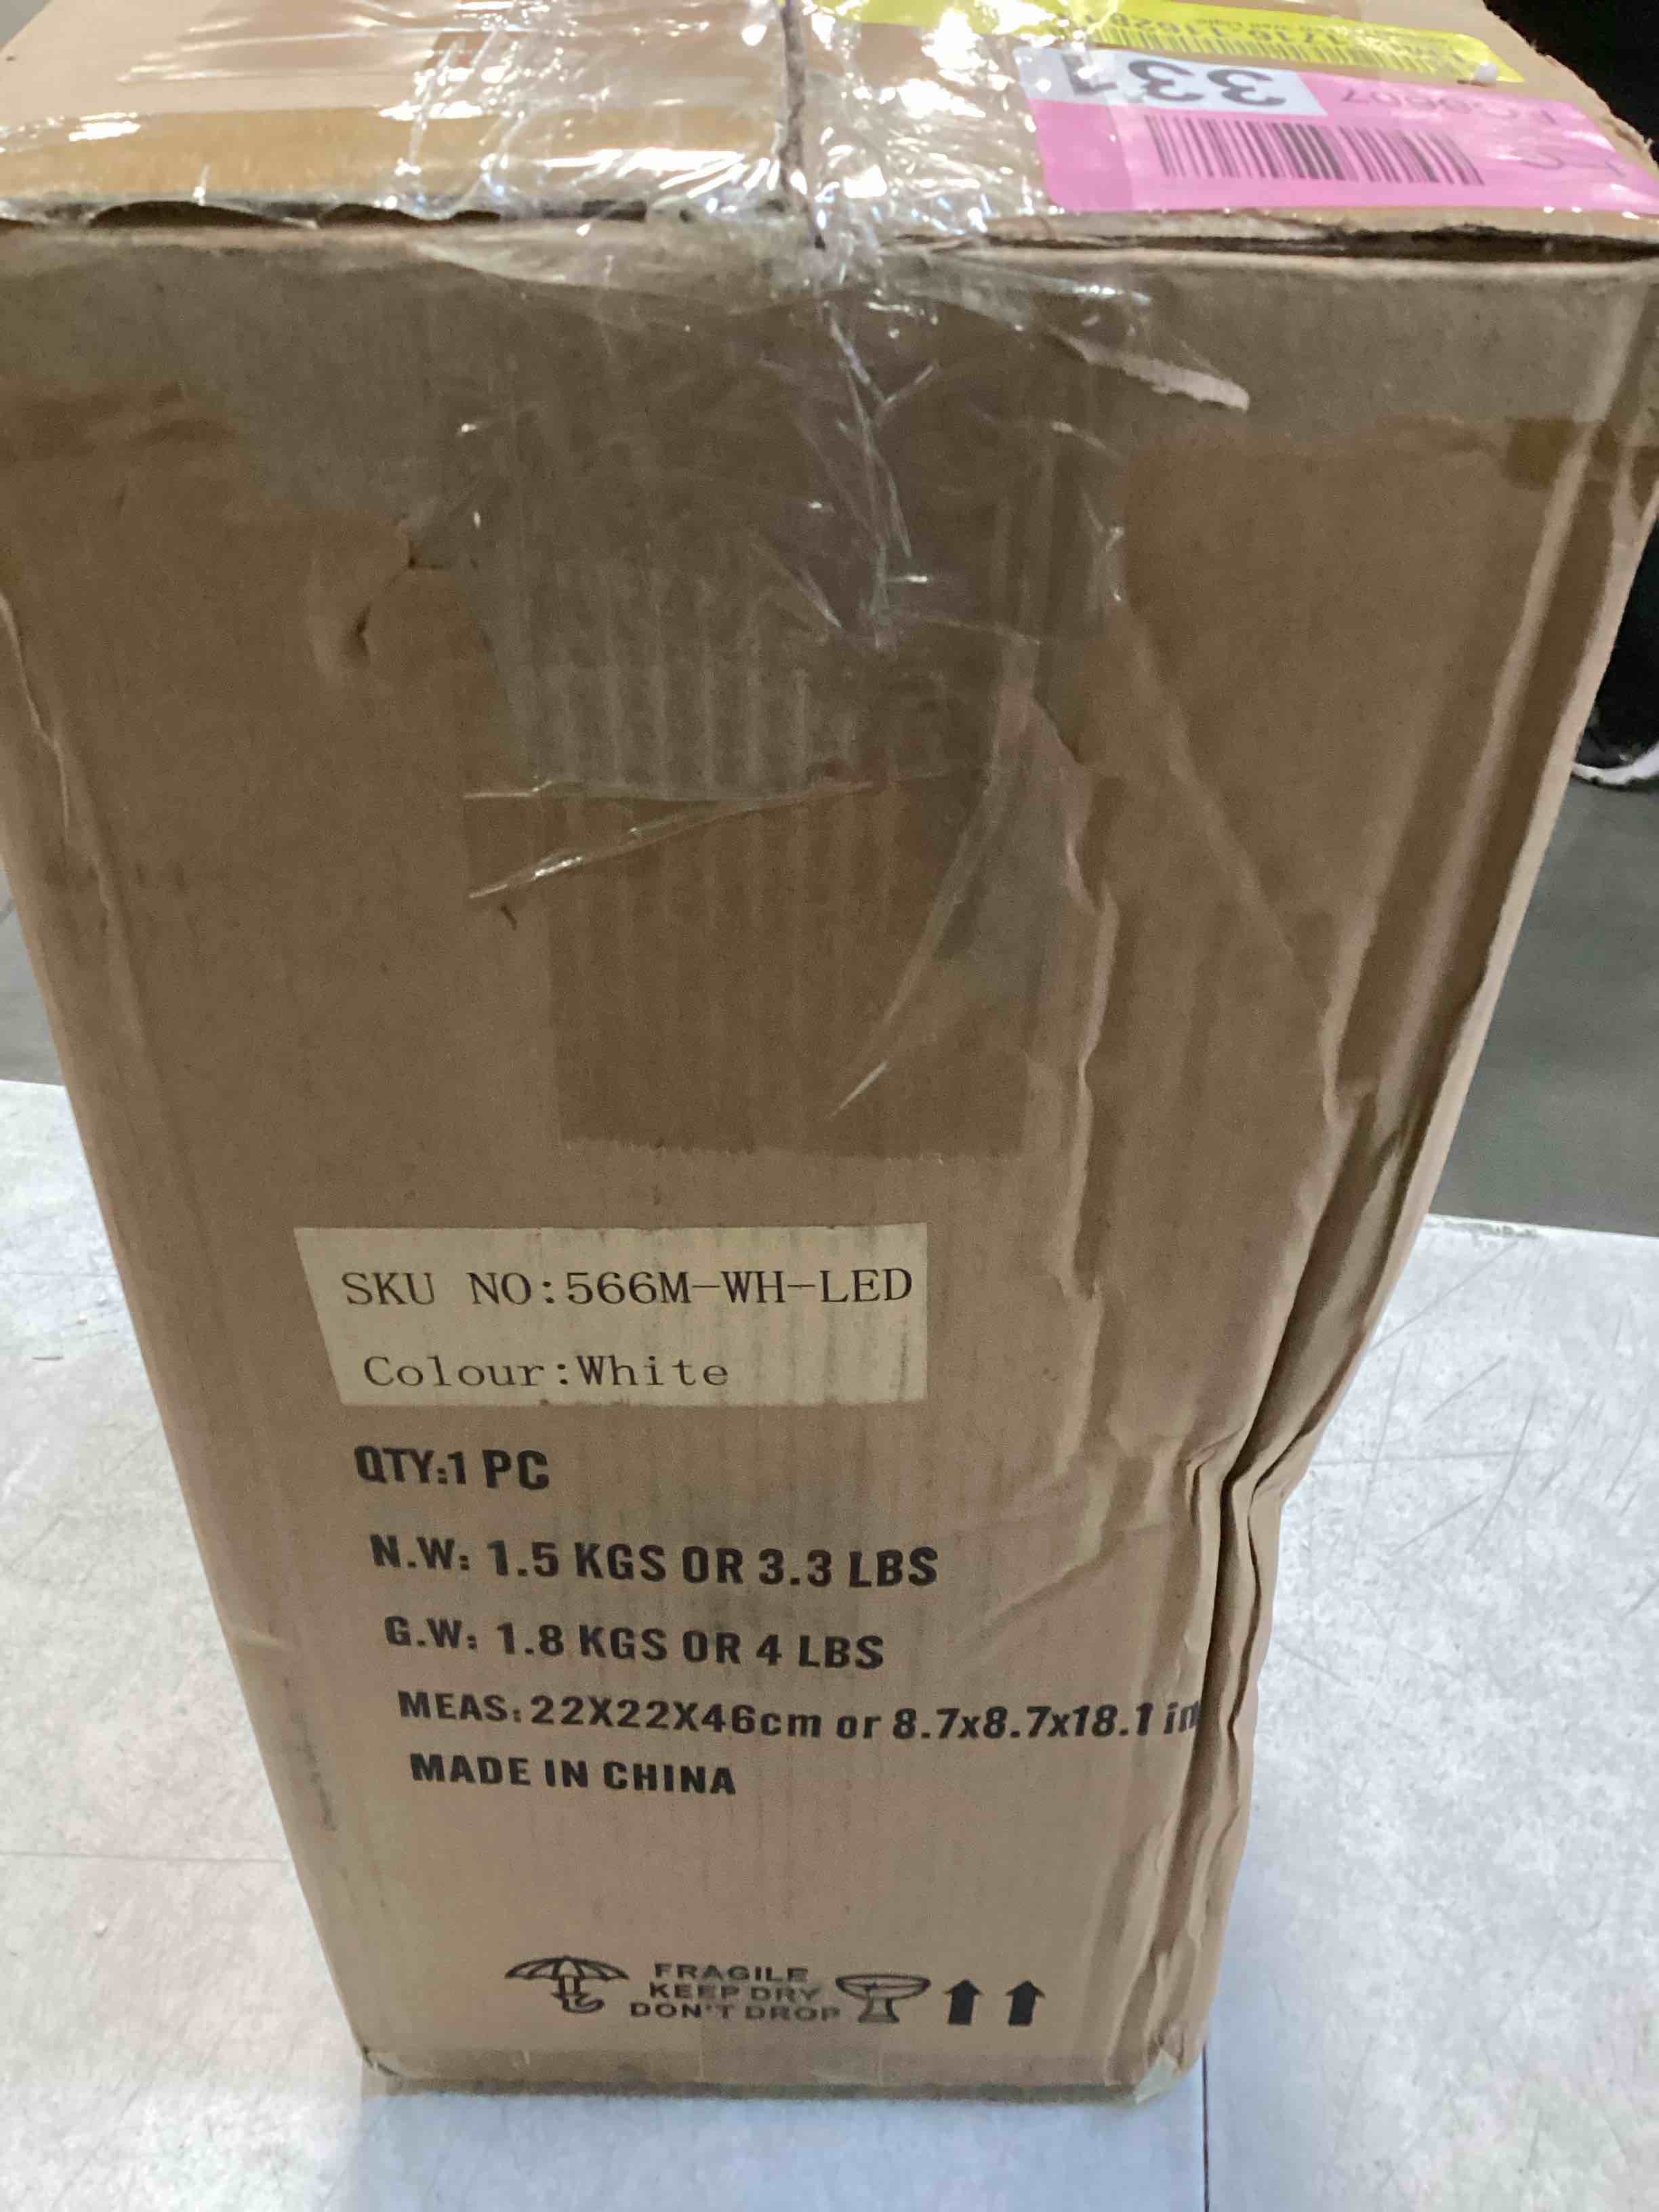 331
SKU NO:566M-WH-LED
Colour:White
QTY:1 PC
N.W: 1.5 KGS OR 3.3 LBS
G.W: 1.8 KGS OR 4 LBS
MEAS: 22X22X46cm or 8.7x8.7x18.1 in
MADE IN CHINA
FRAGILE
KEEP DRY
DON'T DROP